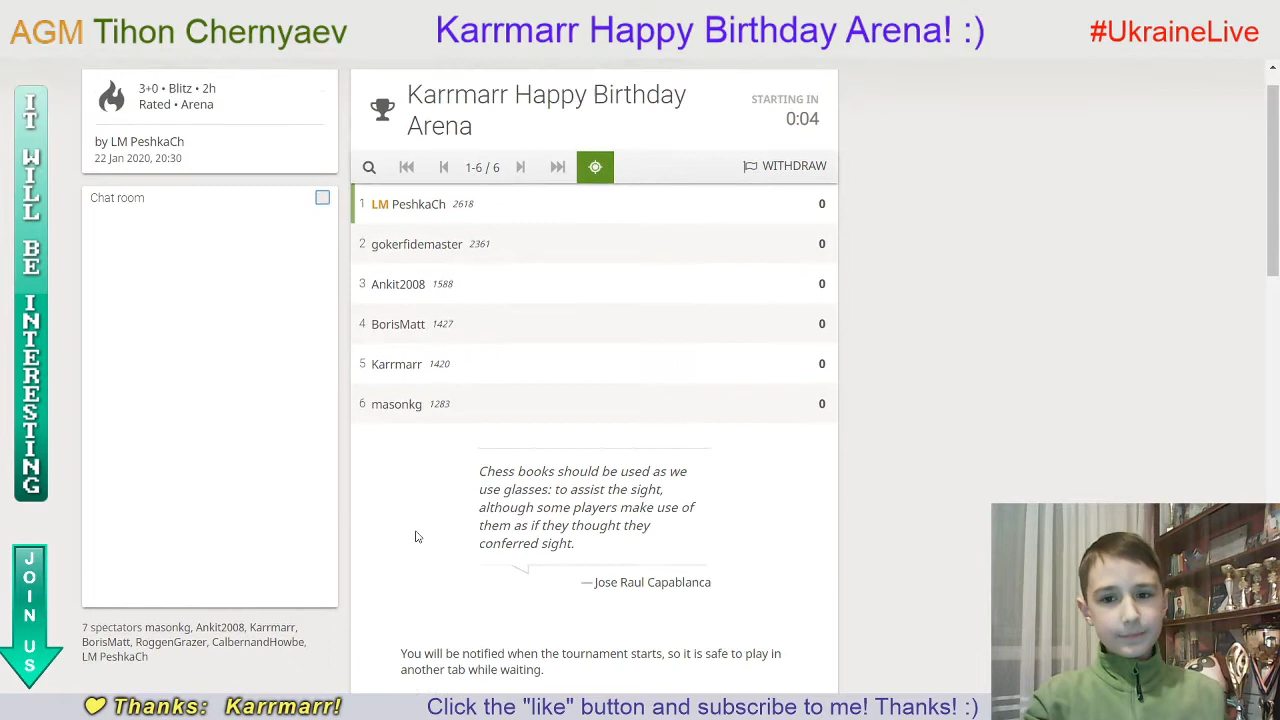 AGM Tihon Chernyaev
Karrmarr Happy Birthday Arena! :)
#UkraineLive
IT WILL BE INTERESTING
JOIN US
3+0 • Blitz • 2h
Rated • Arena
by LM PeshkaCh
22 Jan 2020, 20:30
Chat room
7 spectators masonkg, Ankit2008, Karrmarr,
BorisMatt, RoggenGrazer, CalbernandHowbe,
LM PeshkaCh
Karrmarr Happy Birthday
Arena
STARTING IN
0:04
1-6 / 6
WITHDRAW
1 LM PeshkaCh 2618 0
2 gokerfidemaster 2361 0
3 Ankit2008 1588 0
4 BorisMatt 1427 0
5 Karrmarr 1420 0
6 masonkg 1283 0
Chess books should be used as we
use glasses: to assist the sight,
although some players make use of
them as if they thought they
conferred sight.
— Jose Raul Capablanca
You will be notified when the tournament starts, so it is safe to play in
another tab while waiting.
Thanks: Karrmarr!
Click the "like" button and subscribe to me! Thanks! :)